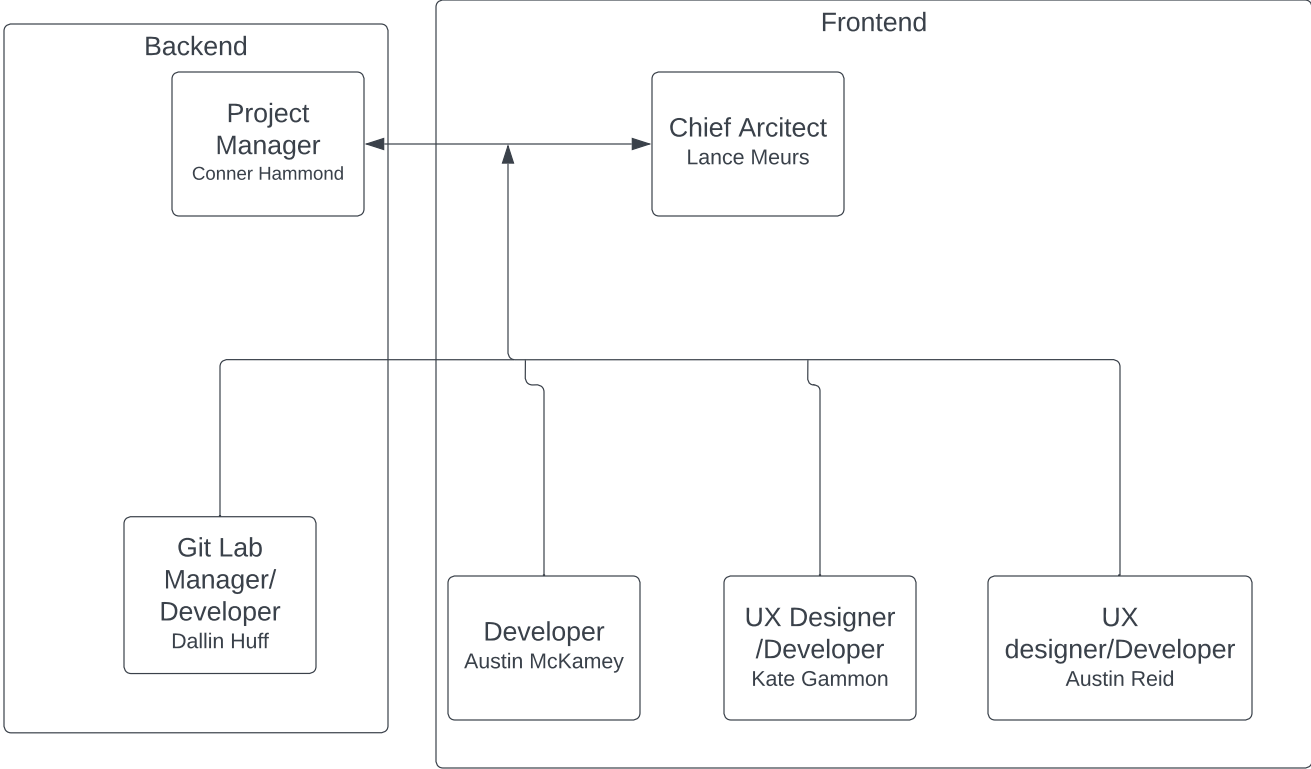 Backend
Frontend
Project
Manager
Conner Hammond
Chief Arcitect
Lance Meurs
Git Lab
Manager/
Developer
Dallin Huff
Developer
Austin McKamey
UX Designer
/Developer
Kate Gammon
UX
designer/Developer
Austin Reid